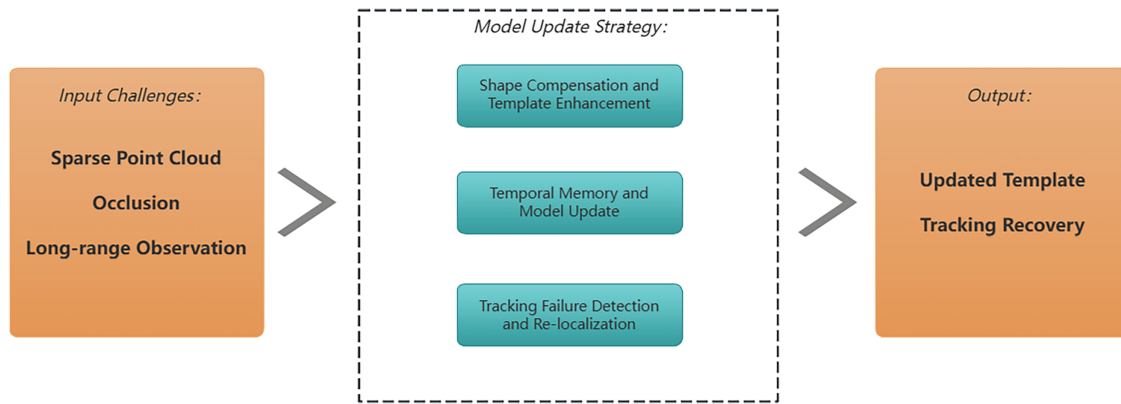 Input Challenges:
Sparse Point Cloud
Occlusion
Long-range Observation
Model Update Strategy:
Shape Compensation and
Template Enhancement
Temporal Memory and
Model Update
Tracking Failure Detection
and Re-localization
Output:
Updated Template
Tracking Recovery